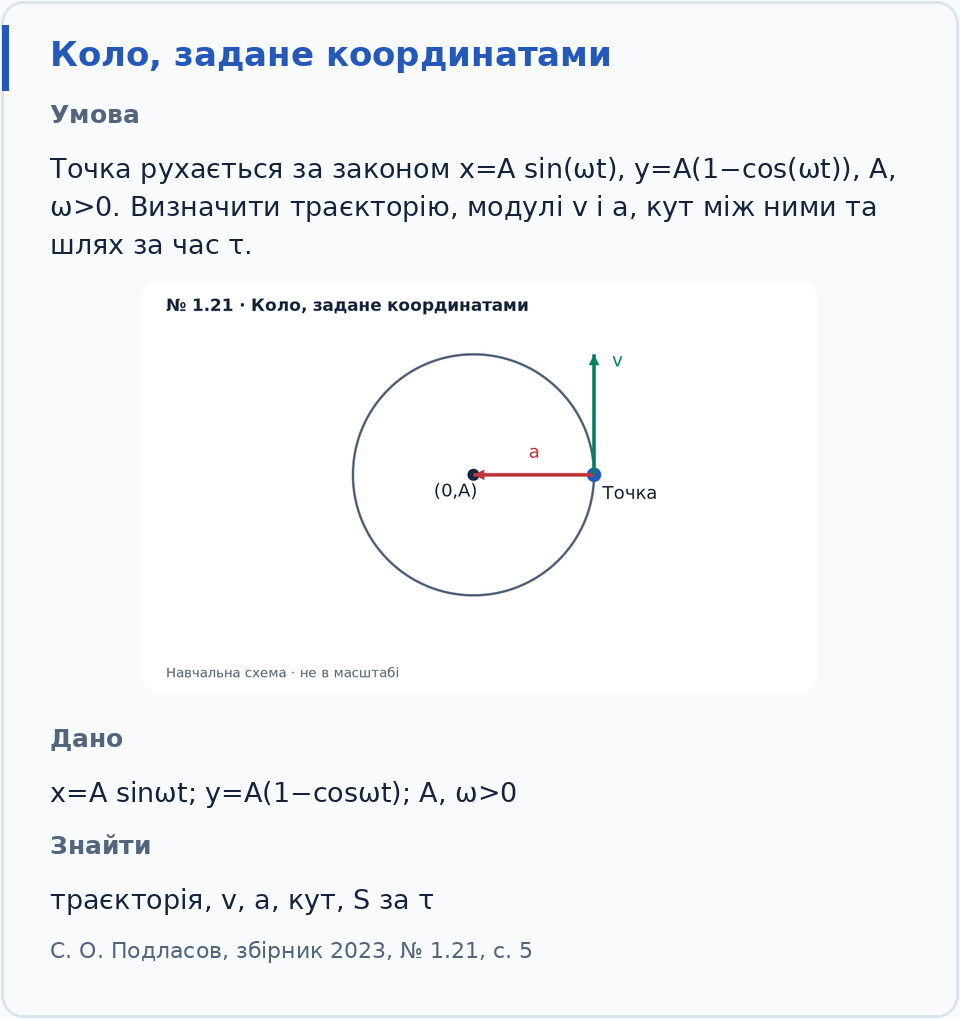 Коло, задане координатами
Умова
Точка рухається за законом x=A sin(ωt), y=A(1−cos(ωt)), A,
ω>0. Визначити траєкторію, модулі v і a, кут між ними та
шлях за час τ.
№ 1.21 · Коло, задане координатами
v
a
(0,A)
Точка
Навчальна схема · не в масштабі
Дано
x=A sinωt; y=A(1−cosωt); A, ω>0
Знайти
траєкторія, v, a, кут, S за τ
С. О. Подласов, збірник 2023, № 1.21, с. 5